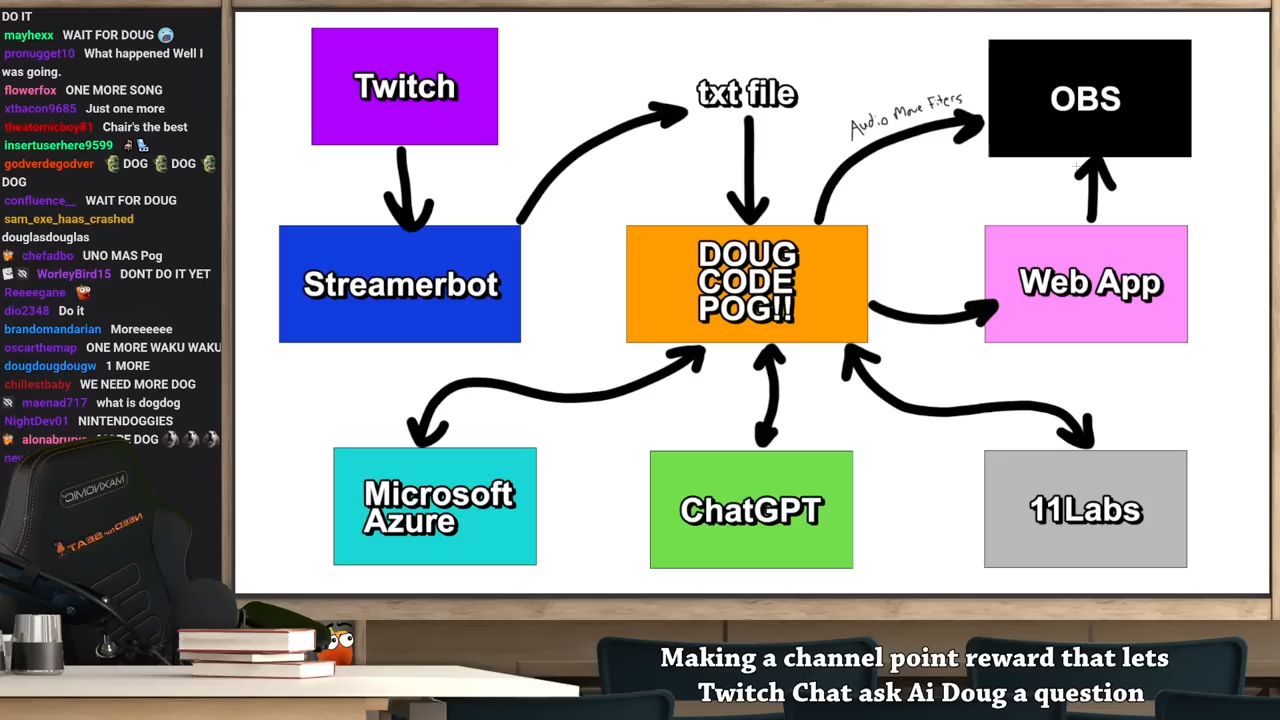 DO IT
mayhexx WAIT FOR DOUG
pronugget10 What happened Well I
was going.
flowerfox ONE MORE SONG
xtbacon9685 Just one more
theatomicboy81 Chair's the best
insertuserhere9599
godverdegodver DOG DOG
DOG
confluence__ WAIT FOR DOUG
sam_exe_haas_crashed
douglasdouglas
chefadbo UNO MAS Pog
WorleyBird15 DONT DO IT YET
Reeeegane
dio2348 Do it
brandomandarian Moreeeeee
oscarthemap ONE MORE WAKU WAKU
dougdougdougw 1 MORE
chillestbaby WE NEED MORE DOG
maenad717 what is dogdog
NightDev01 NINTENDOGGIES
DOG
Twitch
txt file
Audio Move Filters
OBS
Streamerbot
DOUG
CODE
POG!!
Web App
Microsoft
Azure
ChatGPT
11Labs
MAXNOMIC
NEED for SEAT
Making a channel point reward that lets
Twitch Chat ask Ai Doug a question